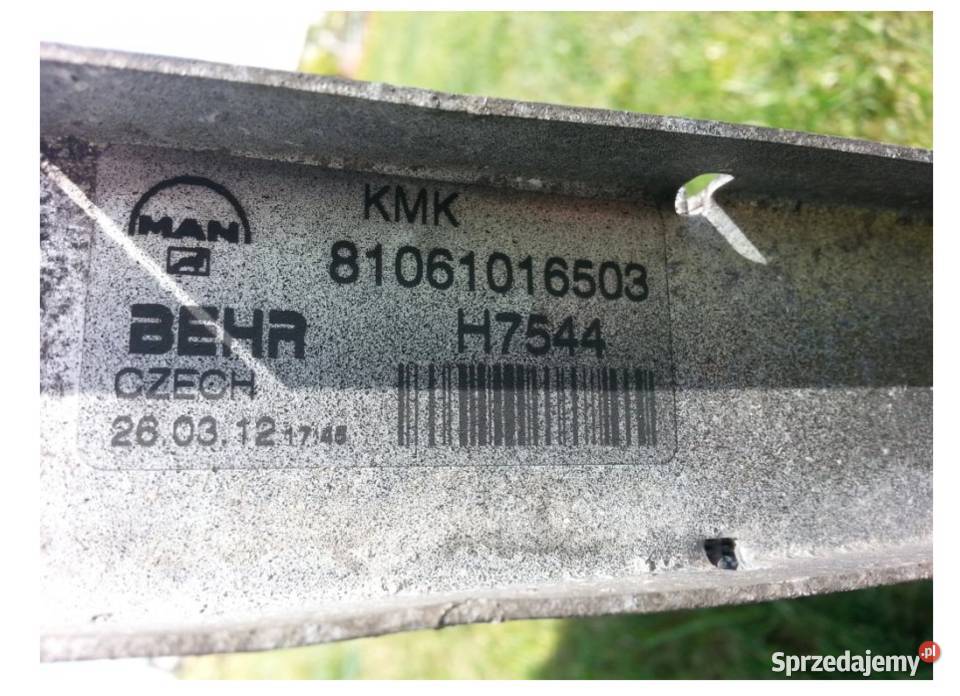 MAN
KMK
81061016503
BEHR
H7544
CZECH
26.03.12 17:45
Sprzedajemy.pl